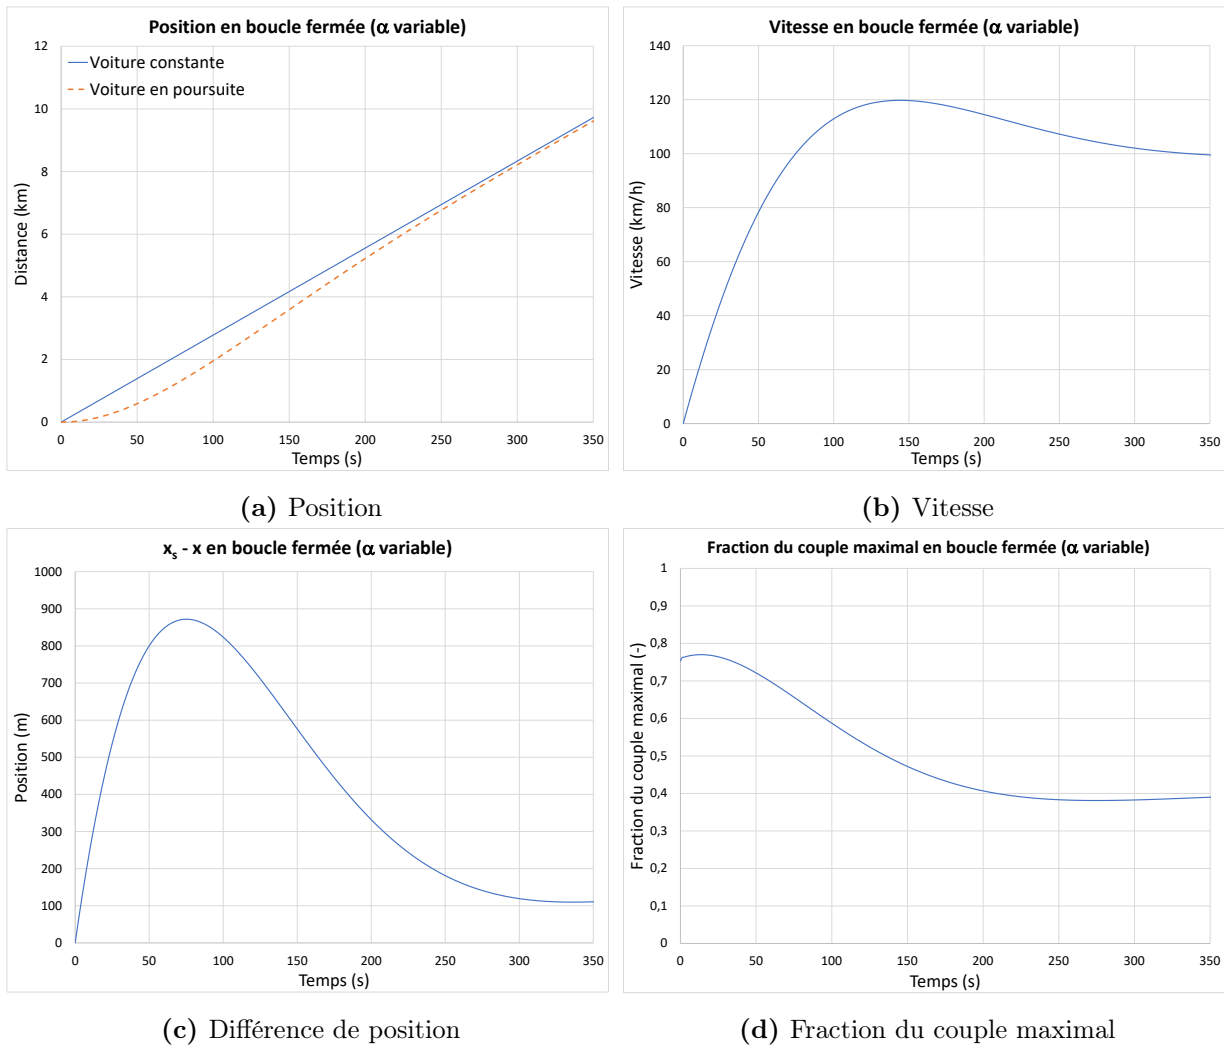 Position en boucle fermée (α variable)
12
10
8
6
4
2
0
Distance (km)
Voiture constante
Voiture en poursuite
0 50 100 150 200 250 300 350
Temps (s)
(a) Position
Vitesse en boucle fermée (α variable)
140
120
100
80
60
40
20
0
Vitesse (km/h)
0 50 100 150 200 250 300 350
Temps (s)
(b) Vitesse
xₛ - x en boucle fermée (α variable)
1000
900
800
700
600
500
400
300
200
100
0
Position (m)
0 50 100 150 200 250 300 350
Temps (s)
(c) Différence de position
Fraction du couple maximal en boucle fermée (α variable)
1
0,9
0,8
0,7
0,6
0,5
0,4
0,3
0,2
0,1
0
Fraction du couple maximal (-)
0 50 100 150 200 250 300 350
Temps (s)
(d) Fraction du couple maximal